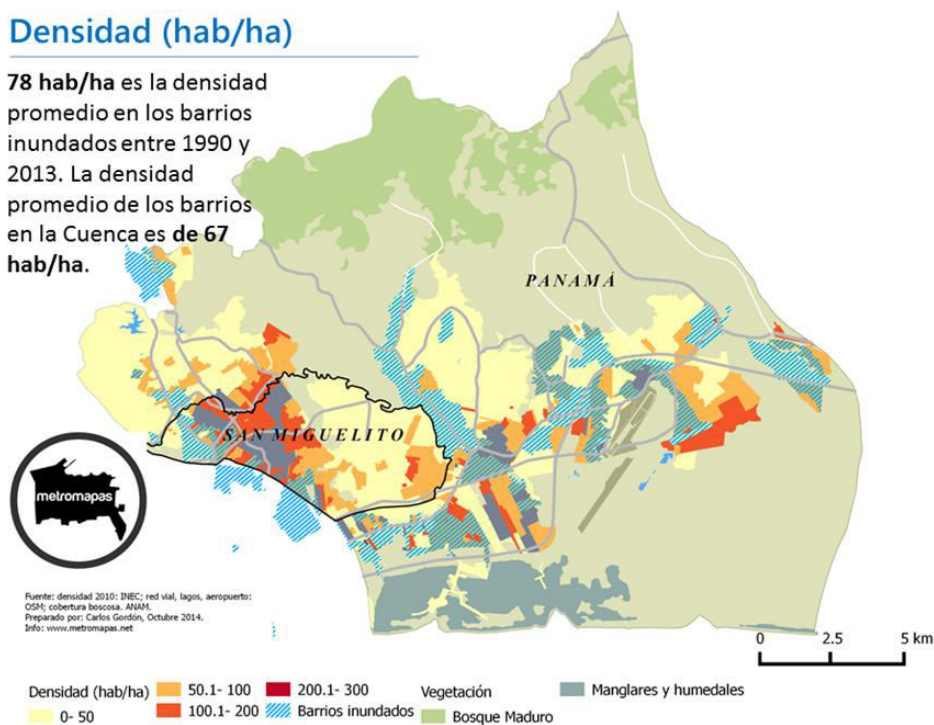 Densidad (hab/ha)
78 hab/ha es la densidad
promedio en los barrios
inundados entre 1990 y
2013. La densidad
promedio de los barrios
en la Cuenca es de 67
hab/ha.
PANAMÁ
SAN MIGUELITO
metromapas
Fuente: densidad 2010: INEC; red vial, lagos, aeropuerto:
OSM; cobertura boscosa. ANAM.
Preparado por: Carlos Gordón, Octubre 2014.
Info: www.metromapas.net
0 2.5 5 km
Densidad (hab/ha)
0- 50
50.1- 100
100.1- 200
200.1- 300
Barrios inundados
Vegetación
Bosque Maduro
Manglares y humedales